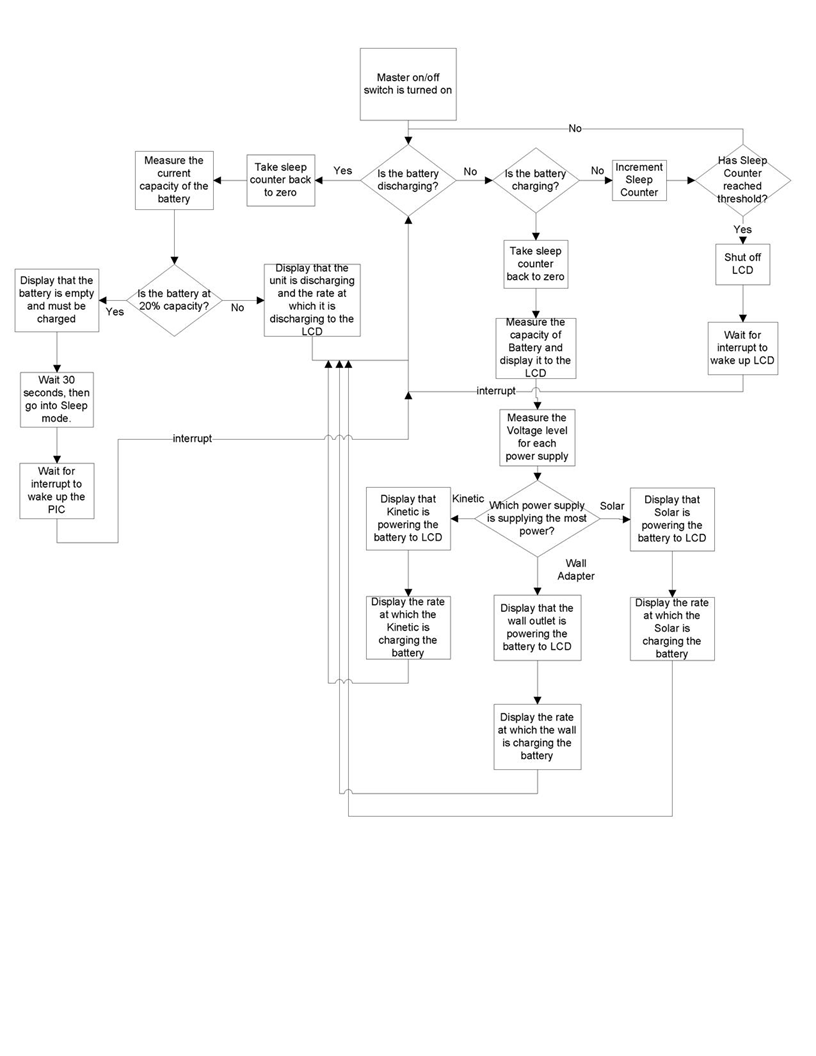 Master on/off
switch is turned on
No
Measure the
current
capacity of the
battery
Take sleep
counter back
to zero
Yes
Is the battery
discharging?
No
Is the battery
charging?
No
Increment
Sleep
Counter
Has Sleep
Counter
reached
threshold?
Yes
Shut off
LCD
Wait for
interrupt to
wake up LCD
interrupt
Take sleep
counter
back to zero
Measure the
capacity of
Battery and
display it to the
LCD
Display that the
battery is empty
and must be
charged
Yes
Is the battery at
20% capacity?
No
Display that the
unit is discharging
and the rate at
which it is
discharging to the
LCD
Wait 30
seconds, then
go into Sleep
mode.
Wait for
interrupt to
wake up the
PIC
interrupt
Measure the
Voltage level
for each
power supply
Display that
Kinetic is
powering the
battery to LCD
Kinetic
Which power supply
is supplying the most
power?
Solar
Display that
Solar is
powering the
battery to LCD
Wall
Adapter
Display the rate
at which the
Kinetic is
charging the
battery
Display that the
wall outlet is
powering the
battery to LCD
Display the rate
at which the
Solar is
charging the
battery
Display the rate
at which the wall
is charging the
battery